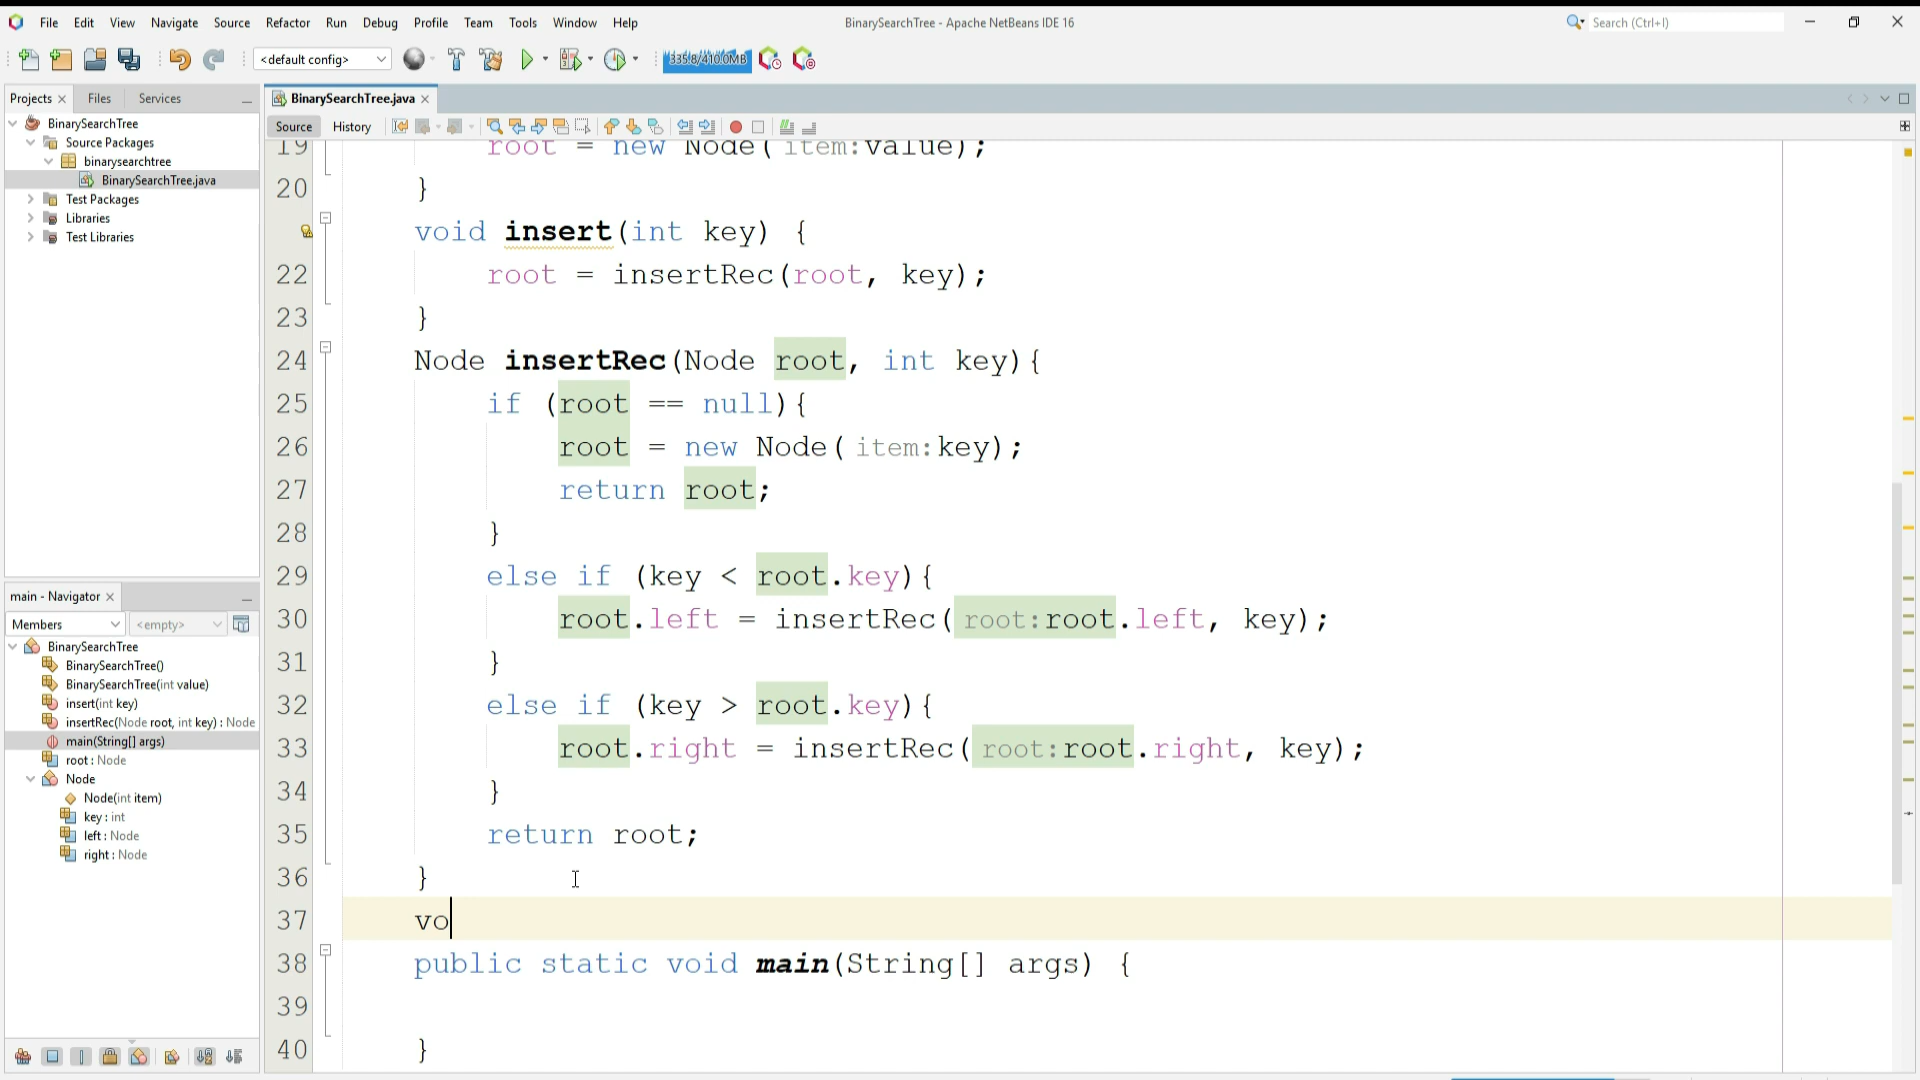 File Edit View Navigate Source Refactor Run Debug Profile Team Tools Window Help
BinarySearchTree - Apache NetBeans IDE 16
Search (Ctrl+I)
<default config>
335.8/410.0MB
Projects Files Services
BinarySearchTree.java
Source History
BinarySearchTree
Source Packages
binarysearchtree
BinarySearchTree.java
Test Packages
Libraries
Test Libraries
main - Navigator
Members <empty>
BinarySearchTree
BinarySearchTree()
BinarySearchTree(int value)
insert(int key)
insertRec(Node root, int key) : Node
main(String[] args)
root : Node
Node
Node(int item)
key : int
left : Node
right : Node
19 root = new Node( item:value);
20 }
void insert(int key) {
22 root = insertRec(root, key);
23 }
24 Node insertRec(Node root, int key){
25 if (root == null){
26 root = new Node( item:key);
27 return root;
28 }
29 else if (key < root.key){
30 root.left = insertRec( root:root.left, key);
31 }
32 else if (key > root.key){
33 root.right = insertRec( root:root.right, key);
34 }
35 return root;
36 }
37 vo
38 public static void main(String[] args) {
39
40 }